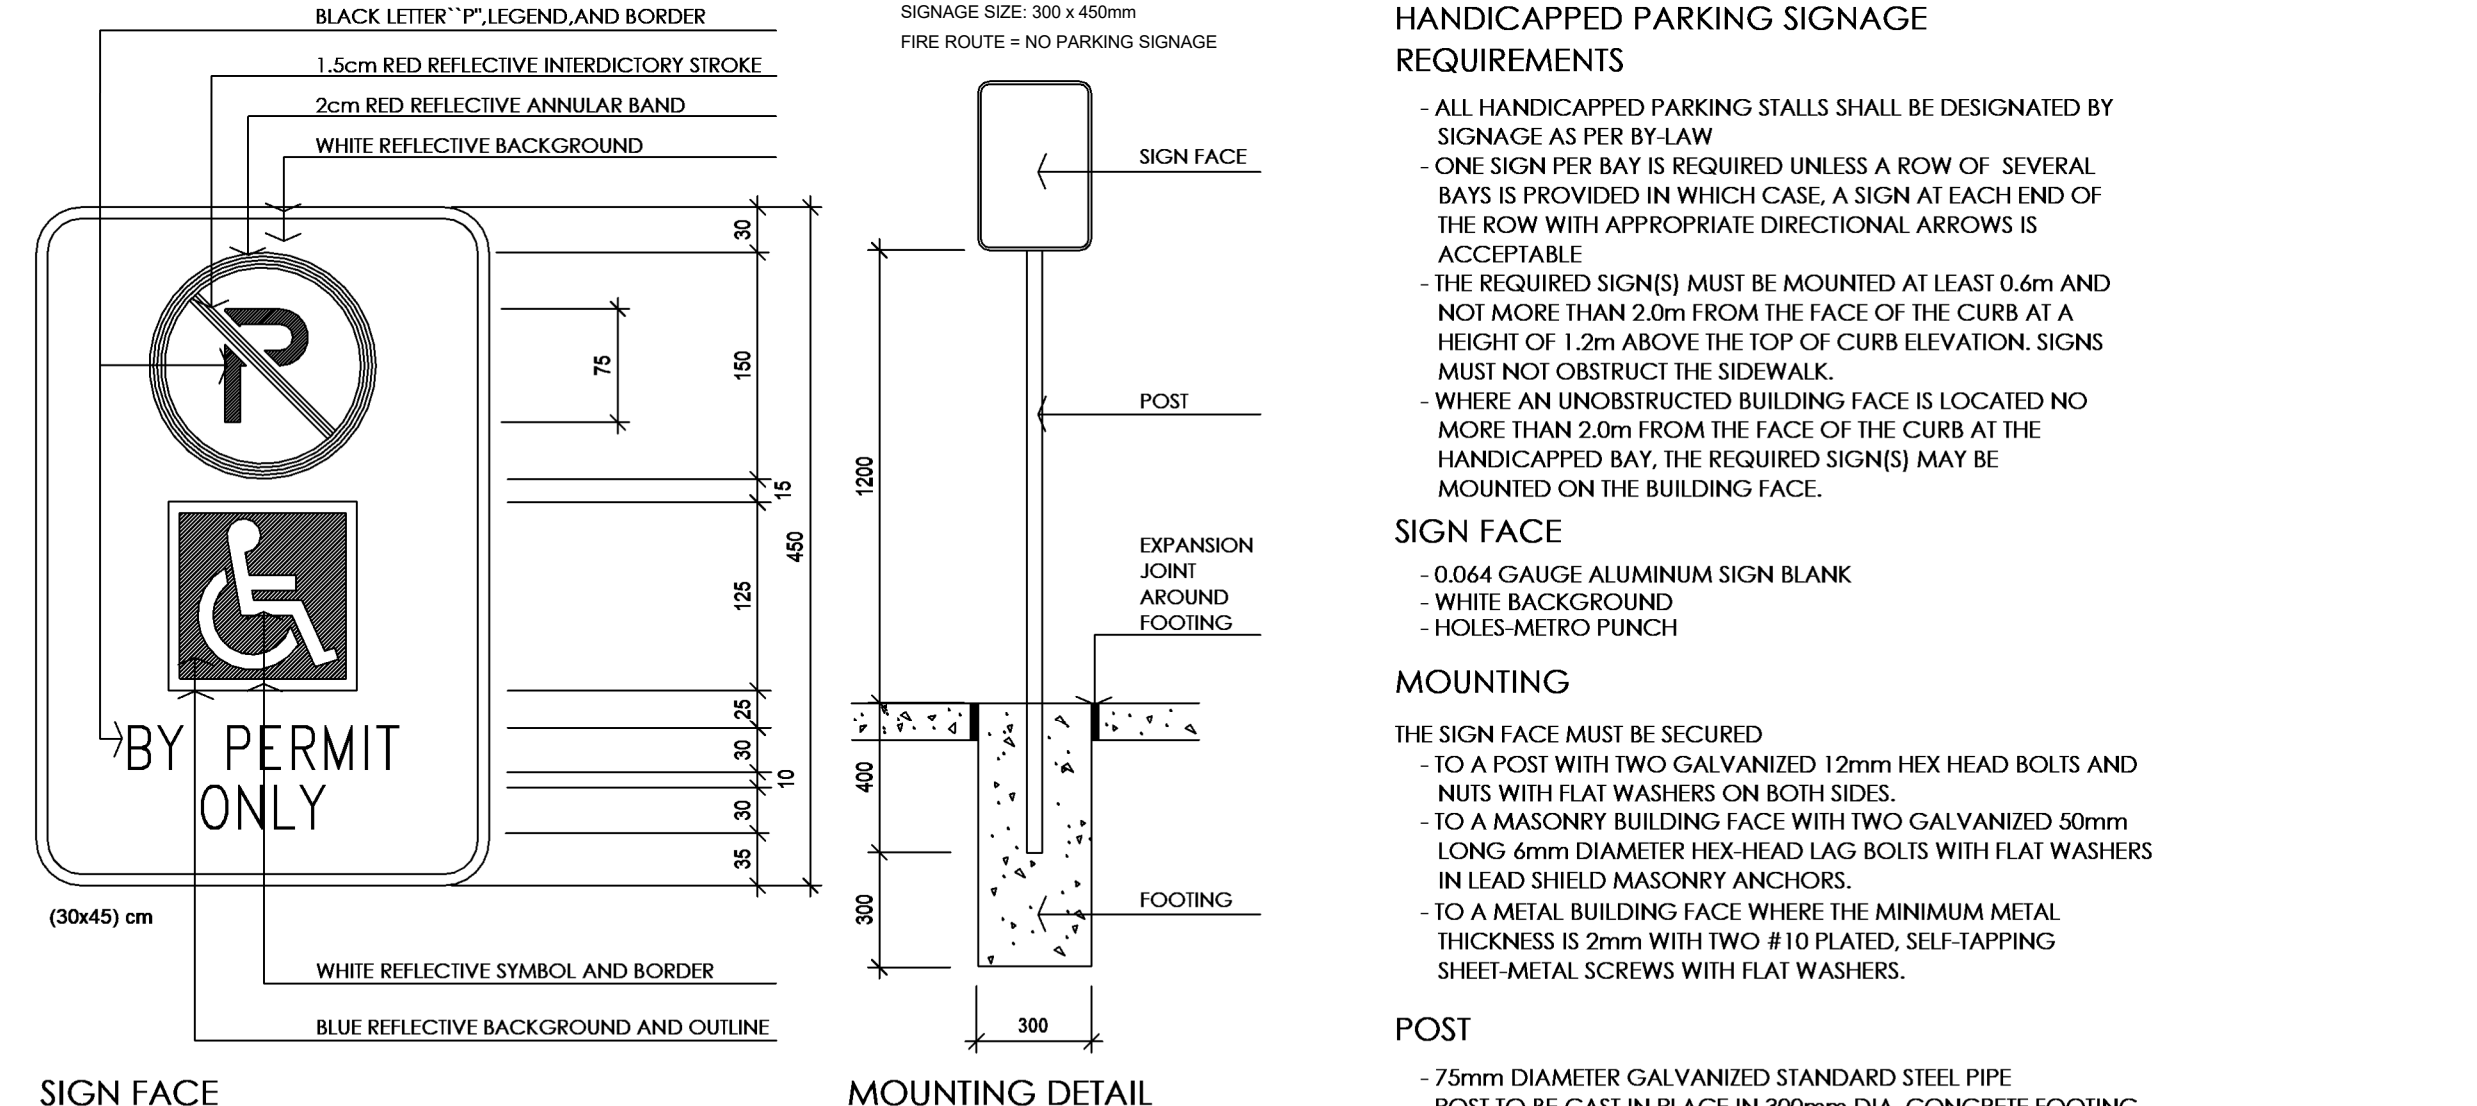 BLACK LETTER``P",LEGEND,AND BORDER
1.5cm RED REFLECTIVE INTERDICTORY STROKE
2cm RED REFLECTIVE ANNULAR BAND
WHITE REFLECTIVE BACKGROUND
P
BY PERMIT
ONLY
30
150
75
15
125
450
25
30
10
30
35
(30x45) cm
WHITE REFLECTIVE SYMBOL AND BORDER
BLUE REFLECTIVE BACKGROUND AND OUTLINE
SIGN FACE
SIGNAGE SIZE: 300 x 450mm
FIRE ROUTE = NO PARKING SIGNAGE
SIGN FACE
POST
1200
EXPANSION
JOINT
AROUND
FOOTING
400
300
FOOTING
300
MOUNTING DETAIL
HANDICAPPED PARKING SIGNAGE
REQUIREMENTS
- ALL HANDICAPPED PARKING STALLS SHALL BE DESIGNATED BY
SIGNAGE AS PER BY-LAW
- ONE SIGN PER BAY IS REQUIRED UNLESS A ROW OF SEVERAL
BAYS IS PROVIDED IN WHICH CASE, A SIGN AT EACH END OF
THE ROW WITH APPROPRIATE DIRECTIONAL ARROWS IS
ACCEPTABLE
- THE REQUIRED SIGN(S) MUST BE MOUNTED AT LEAST 0.6m AND
NOT MORE THAN 2.0m FROM THE FACE OF THE CURB AT A
HEIGHT OF 1.2m ABOVE THE TOP OF CURB ELEVATION. SIGNS
MUST NOT OBSTRUCT THE SIDEWALK.
- WHERE AN UNOBSTRUCTED BUILDING FACE IS LOCATED NO
MORE THAN 2.0m FROM THE FACE OF THE CURB AT THE
HANDICAPPED BAY, THE REQUIRED SIGN(S) MAY BE
MOUNTED ON THE BUILDING FACE.
SIGN FACE
- 0.064 GAUGE ALUMINUM SIGN BLANK
- WHITE BACKGROUND
- HOLES-METRO PUNCH
MOUNTING
THE SIGN FACE MUST BE SECURED
- TO A POST WITH TWO GALVANIZED 12mm HEX HEAD BOLTS AND
NUTS WITH FLAT WASHERS ON BOTH SIDES.
- TO A MASONRY BUILDING FACE WITH TWO GALVANIZED 50mm
LONG 6mm DIAMETER HEX-HEAD LAG BOLTS WITH FLAT WASHERS
IN LEAD SHIELD MASONRY ANCHORS.
- TO A METAL BUILDING FACE WHERE THE MINIMUM METAL
THICKNESS IS 2mm WITH TWO #10 PLATED, SELF-TAPPING
SHEET-METAL SCREWS WITH FLAT WASHERS.
POST
- 75mm DIAMETER GALVANIZED STANDARD STEEL PIPE
- POST TO BE CAST IN PLACE IN 300mm DIA. CONCRETE FOOTING